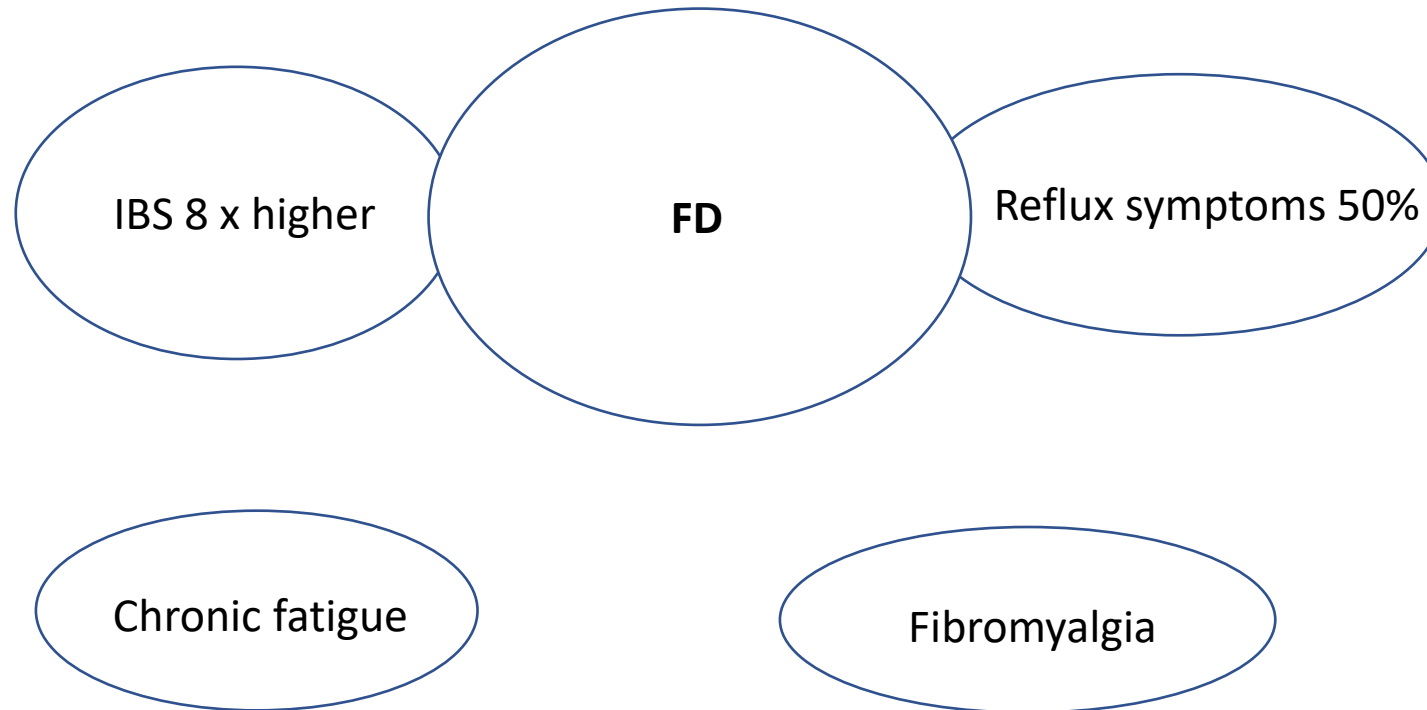 IBS 8 x higher
FD
Reflux symptoms 50%
Chronic fatigue
Fibromyalgia